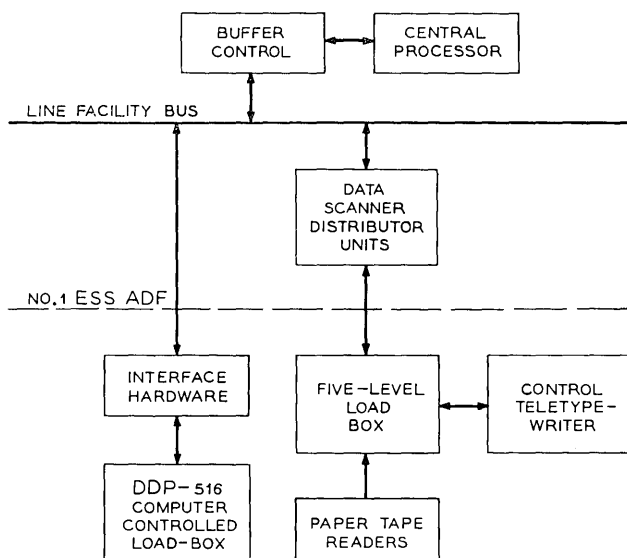 BUFFER
CONTROL
CENTRAL
PROCESSOR
LINE FACILITY BUS
DATA
SCANNER
DISTRIBUTOR
UNITS
NO.1 ESS ADF
INTERFACE
HARDWARE
FIVE-LEVEL
LOAD
BOX
CONTROL
TELETYPE-
WRITER
DDP-516
COMPUTER
CONTROLLED
LOAD-BOX
PAPER TAPE
READERS